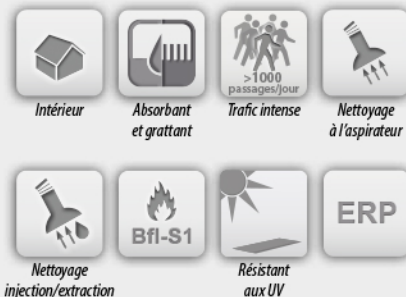 >1000
passages/jour
Intérieur
Absorbant
et grattant
Trafic intense
Nettoyage
à l'aspirateur
Bfl-S1
ERP
Nettoyage
injection/extraction
Résistant
aux UV